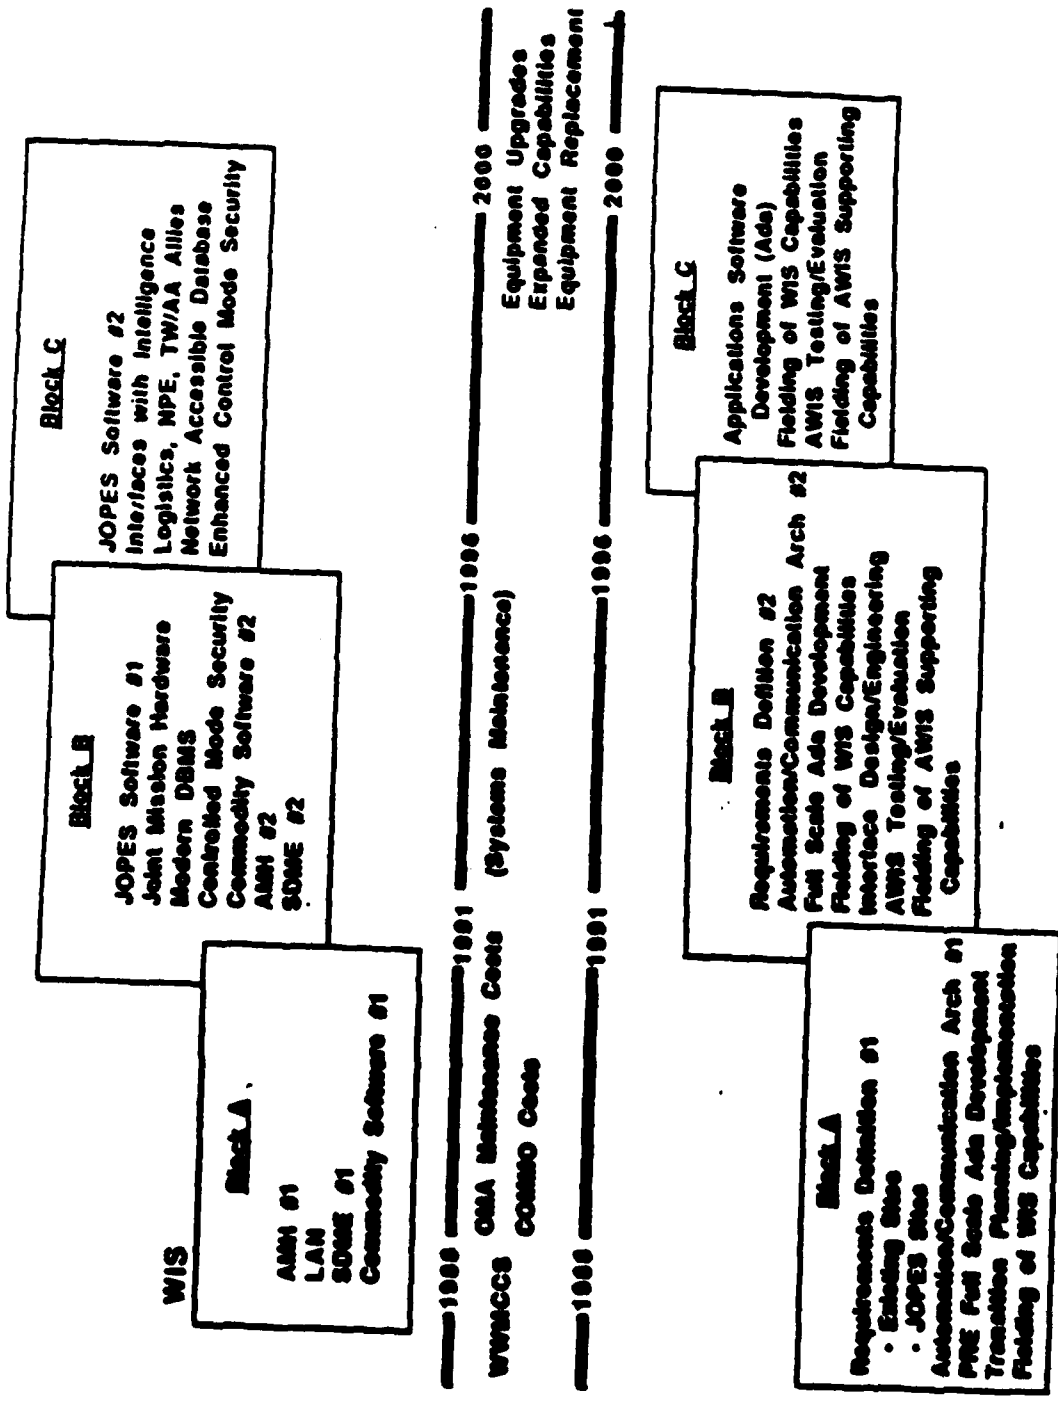 WIS
Block A
AMH #1
LAN
SDME #1
Commodity Software #1
Block B
JOPES Software #1
Joint Mission Hardware
Modern DBMS
Controlled Mode Security
Commodity Software #2
AMH #2
SDME #2
Block C
JOPES Software #2
Interfaces with Intelligence
Logistics, NPE, TW/AA Allies
Network Accessible Database
Enhanced Control Mode Security
1988 1991 1996 2000
WWMCCS OMA Maintenance Costs (Systems Maintenance) Equipment Upgrades
COMMO Costs Expanded Capabilities
Equipment Replacement
1988 1991 1996 2000
Block A
Requirements Definition #1
• Existing Sites
• JOPES Sites
Automation/Communication Arch #1
PRE Full Scale Ada Development
Transition Planning/Implementation
Fielding of WIS Capabilities
Block B
Requirements Defition #2
Automation/Communication Arch #2
Full Scale Ada Development
Fielding of WIS Capabilities
Interface Design/Engineering
AWIS Testing/Evaluation
Fielding of AWIS Supporting
Capabilities
Block C
Applications Software
Development (Ada)
Fielding of WIS Capabilities
AWIS Testing/Evaluation
Fielding of AWIS Supporting
Capabilities